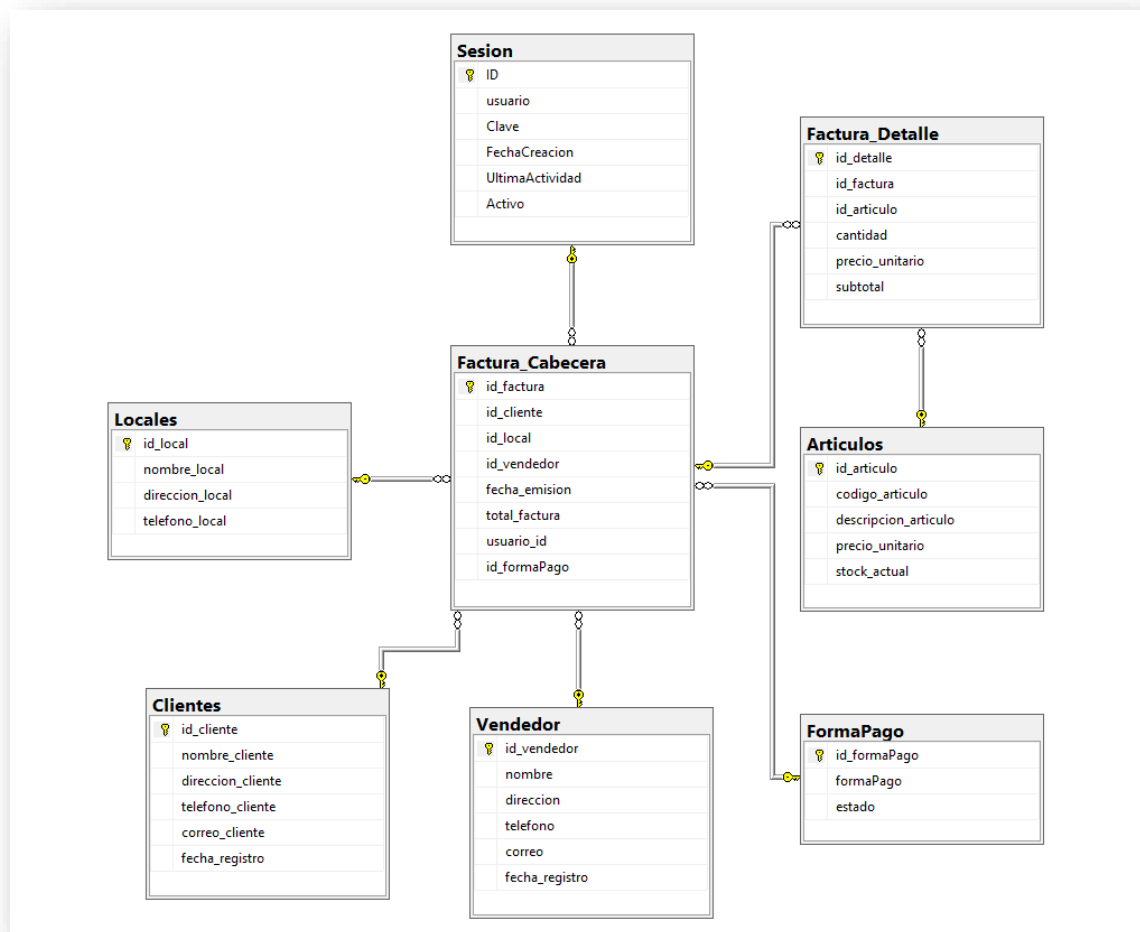 Sesion
ID
usuario
Clave
FechaCreacion
UltimaActividad
Activo
Factura_Detalle
id_detalle
id_factura
id_articulo
cantidad
precio_unitario
subtotal
Factura_Cabecera
id_factura
id_cliente
id_local
id_vendedor
fecha_emision
total_factura
usuario_id
id_formaPago
Locales
id_local
nombre_local
direccion_local
telefono_local
Articulos
id_articulo
codigo_articulo
descripcion_articulo
precio_unitario
stock_actual
Clientes
id_cliente
nombre_cliente
direccion_cliente
telefono_cliente
correo_cliente
fecha_registro
Vendedor
id_vendedor
nombre
direccion
telefono
correo
fecha_registro
FormaPago
id_formaPago
formaPago
estado